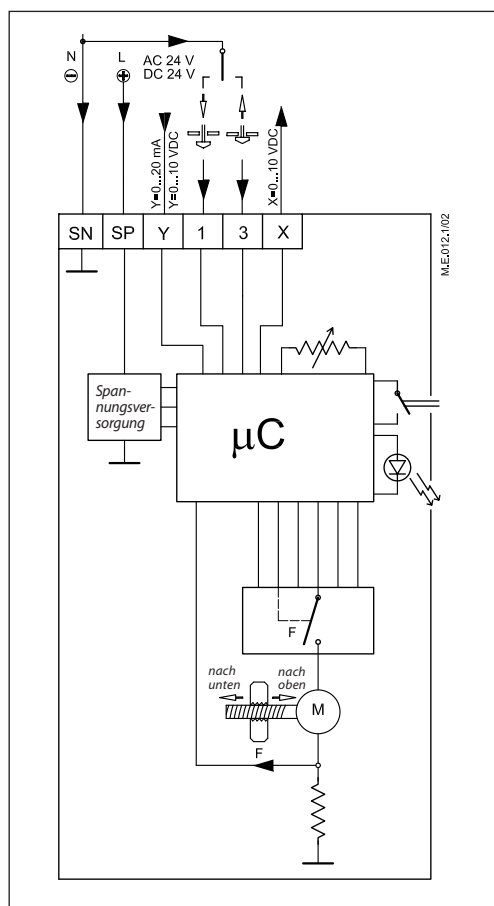 N L AC 24 V
DC 24 V
Y=0...20 mA
Y=0...10 VDC
X=0...10 VDC
SN SP Y 1 3 X
M.E.012.1/02
Span-
nungsver-
sorgung
µC
F
nach
unten
nach
oben
M
F